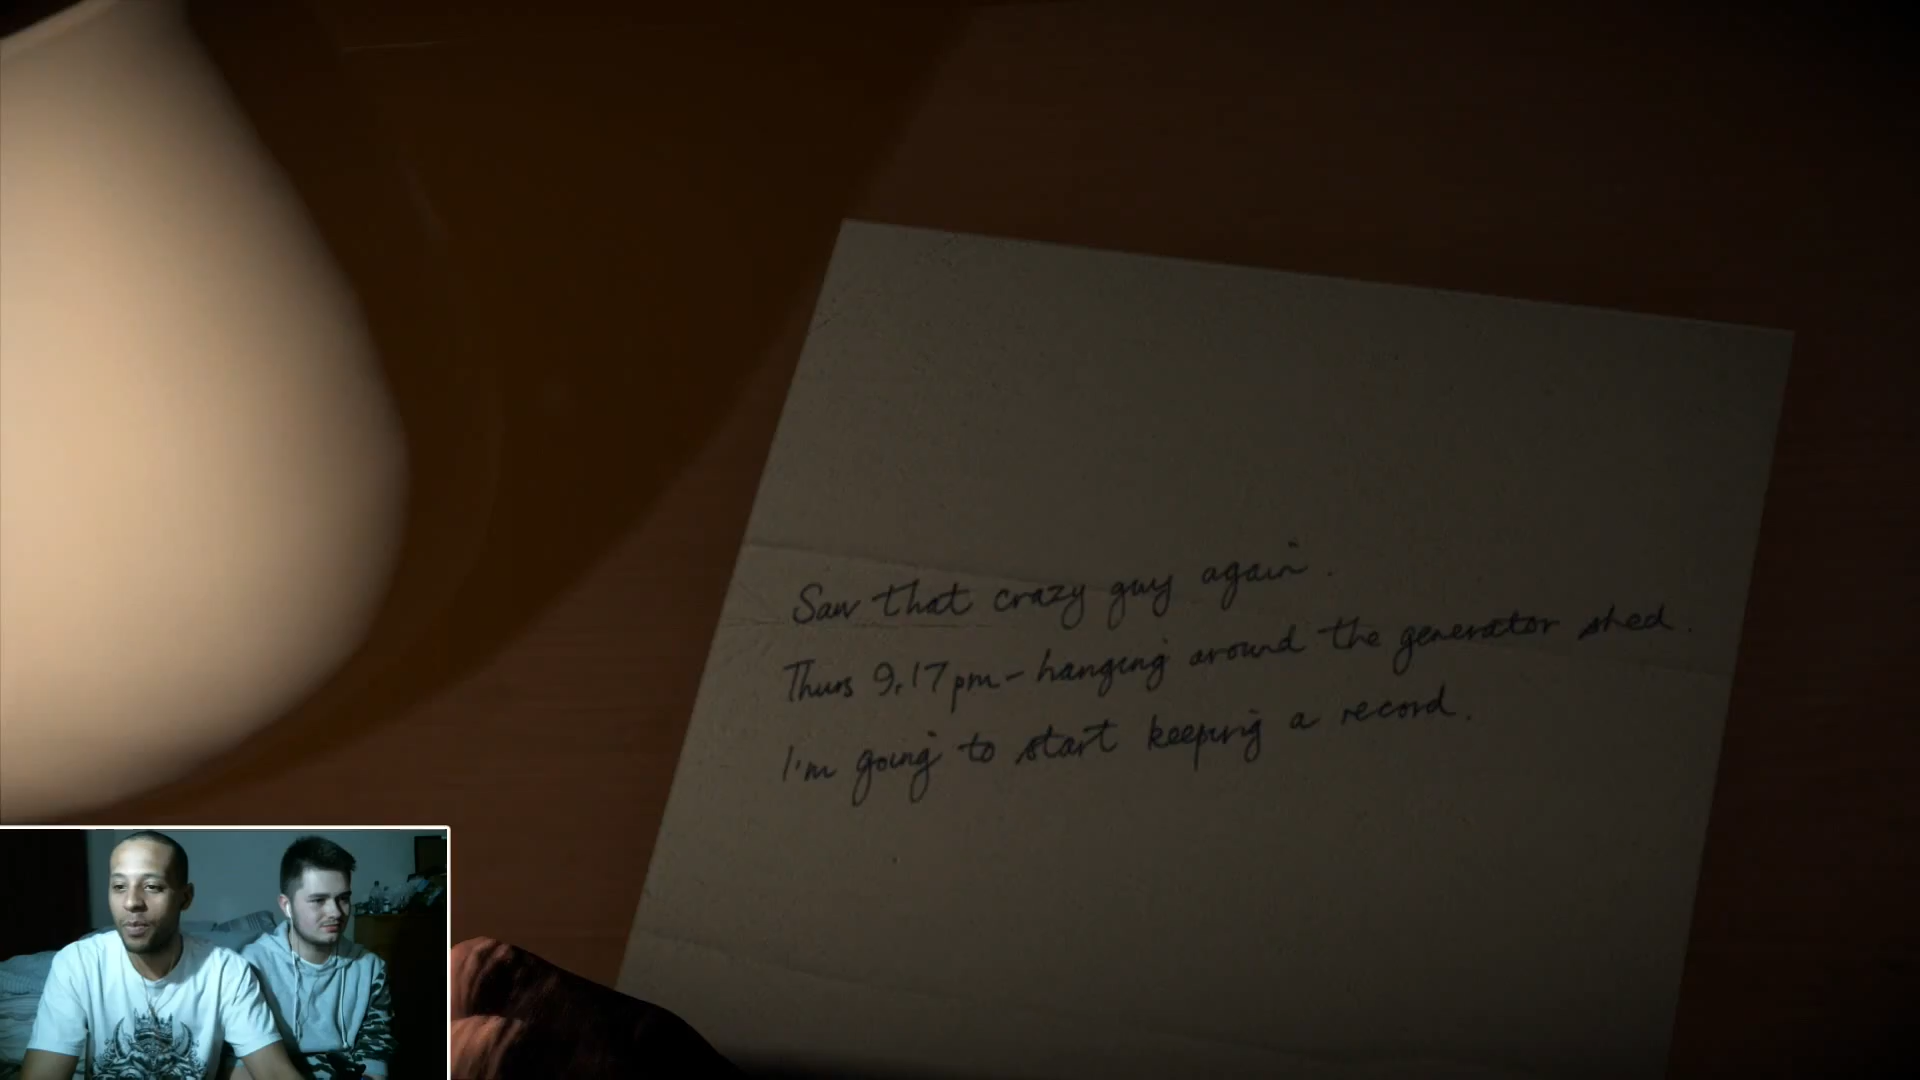 Saw that crazy guy again.
Thurs 9.17pm - hanging around the generator shed.
I'm going to start keeping a record.